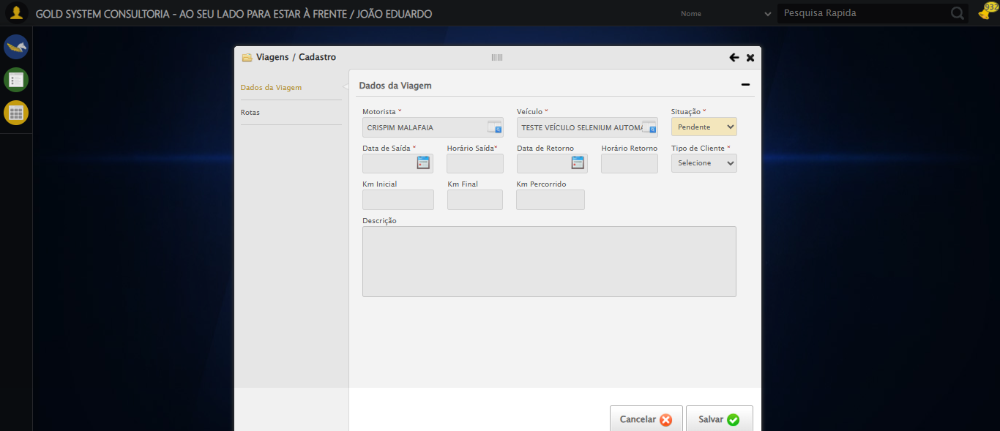 GOLD SYSTEM CONSULTORIA - AO SEU LADO PARA ESTAR À FRENTE / JOÃO EDUARDO
Nome
Pesquisa Rapida
932
Viagens / Cadastro
Dados da Viagem
Rotas
Dados da Viagem
Motorista * Veículo * Situação *
CRISPIM MALAFAIA TESTE VEÍCULO SELENIUM AUTOMA Pendente
Data de Saída * Horário Saída* Data de Retorno Horário Retorno Tipo de Cliente *
Selecione
Km Inicial Km Final Km Percorrido
Descrição
Cancelar Salvar